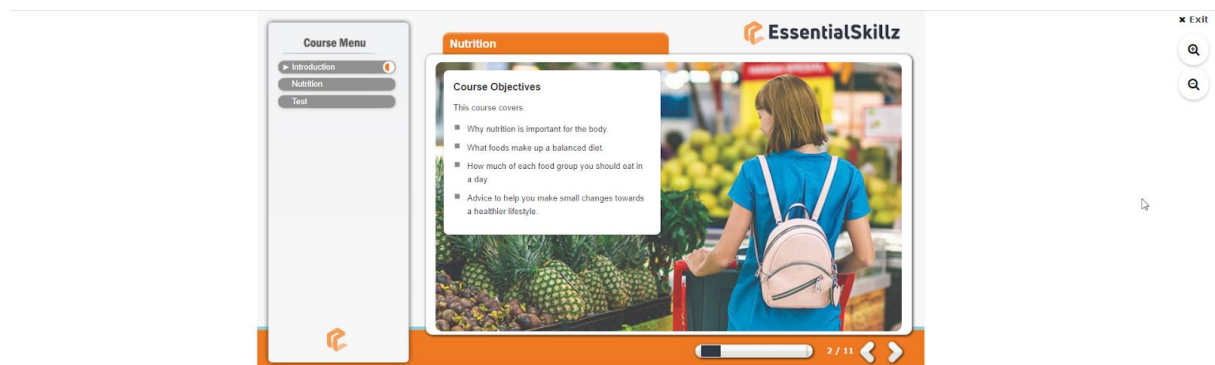 Exit
Course Menu
Introduction
Nutrition
Test
EssentialSkillz
Nutrition
Course Objectives
This course covers:
Why nutrition is important for the body.
What foods make up a balanced diet.
How much of each food group you should eat in
a day.
Advice to help you make small changes towards
a healthier lifestyle.
2 / 11